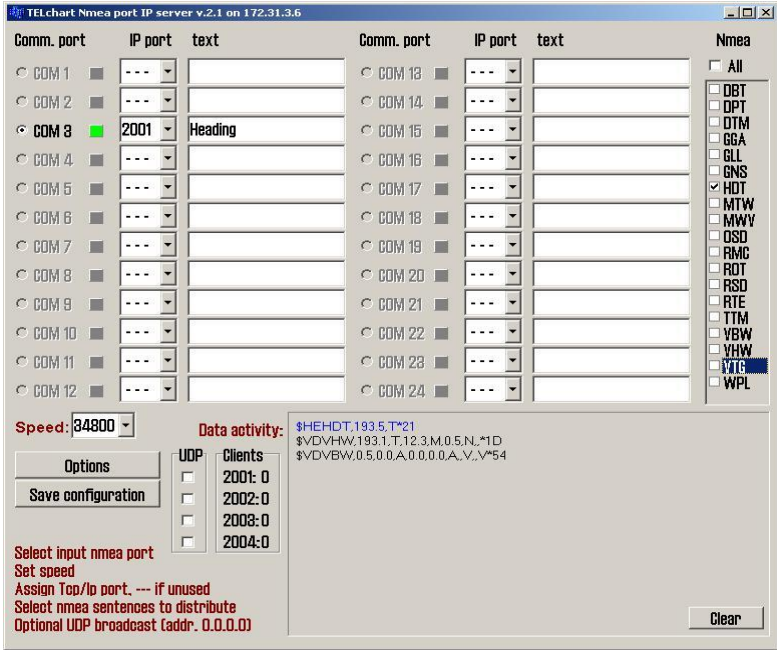 TELchart Nmea port IP server v.2.1 on 172.31.3.6
Comm. port IP port text Comm. port IP port text Nmea
COM 1 --- COM 13 --- All
COM 2 --- COM 14 ---
COM 3 2001 Heading COM 15 ---
COM 4 --- COM 16 ---
COM 5 --- COM 17 ---
COM 6 --- COM 18 ---
COM 7 --- COM 19 ---
COM 8 --- COM 20 ---
COM 9 --- COM 21 ---
COM 10 --- COM 22 ---
COM 11 --- COM 23 ---
COM 12 --- COM 24 ---
DBT
DPT
DTM
GGA
GLL
GNS
HDT
MTW
MWV
OSD
RMC
ROT
RSD
RTE
TTM
VBW
VHW
VTG
WPL
Speed: 34800
Data activity:
$HEHDT,193.5,T*21
$VDVHW,193.1,T,12.3,M,0.5,N,,*1D
$VDVBW,0.5,0.0,A,0.0,0.0,A,,V,,V*54
Options
Save configuration
UDP Clients
2001: 0
2002: 0
2003: 0
2004: 0
Select input nmea port
Set speed
Assign Tcp/Ip port, --- if unused
Select nmea sentences to distribute
Optional UDP broadcast (addr. 0.0.0.0)
Clear